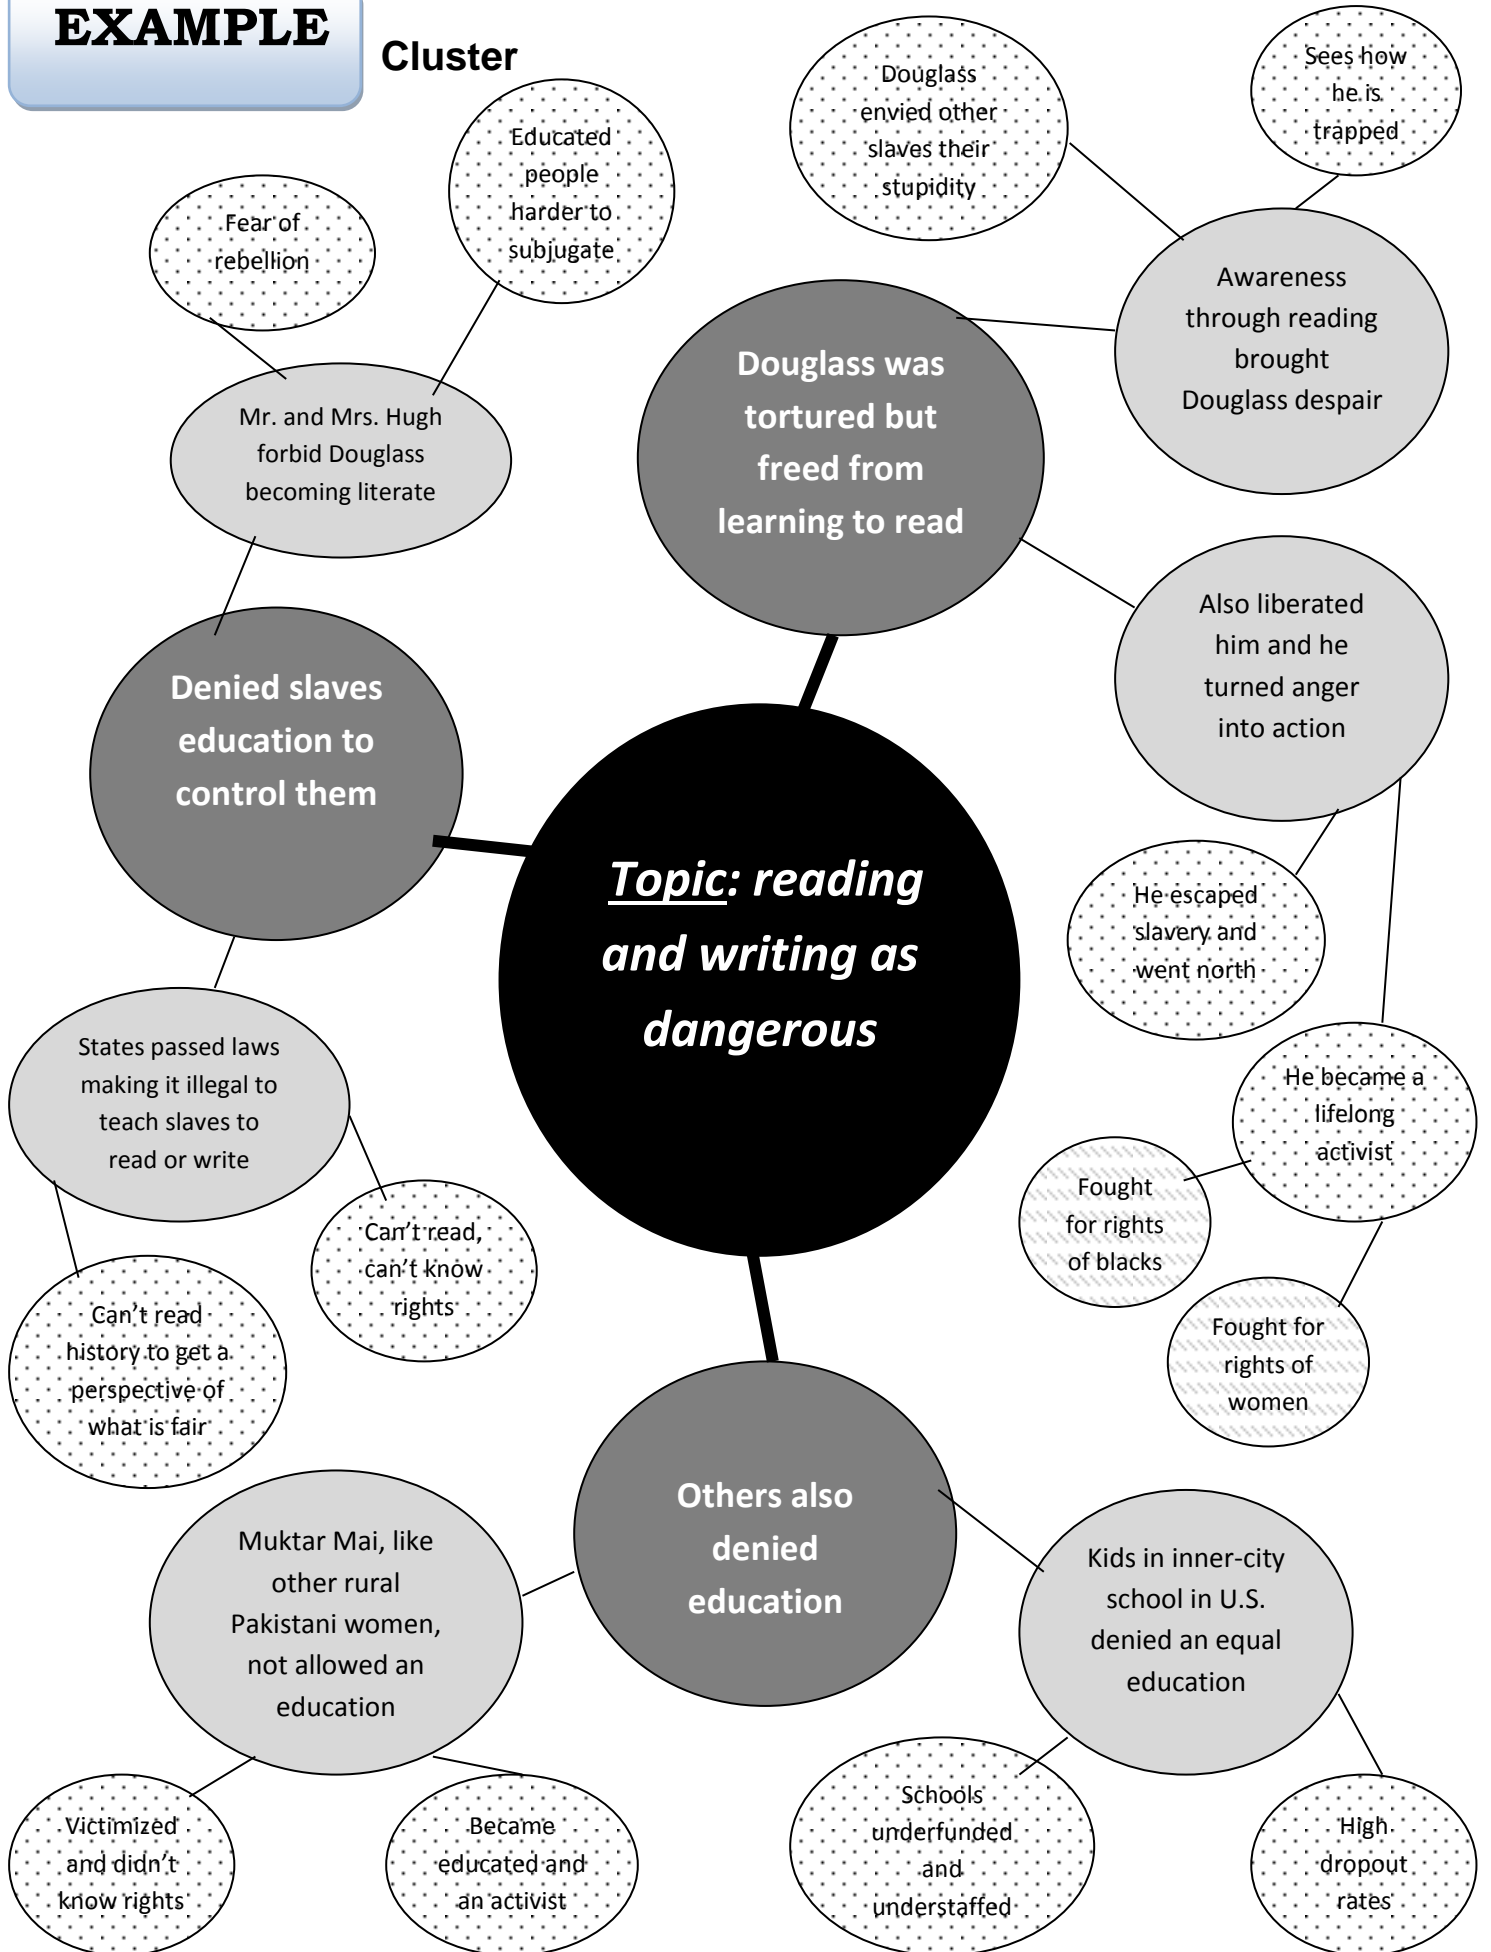 EXAMPLE
Cluster
Fear of
rebellion
Educated
people
harder to
subjugate
Mr. and Mrs. Hugh
forbid Douglass
becoming literate
Douglass
envied other
slaves their
stupidity
Sees how
he is
trapped
Awareness
through reading
brought
Douglass despair
Douglass was
tortured but
freed from
learning to read
Also liberated
him and he
turned anger
into action
Denied slaves
education to
control them
Topic: reading
and writing as
dangerous
He escaped
slavery and
went north
He became a
lifelong
activist
Fought
for rights
of blacks
Fought for
rights of
women
States passed laws
making it illegal to
teach slaves to
read or write
Can't read,
can't know
rights
Can't read
history to get a
perspective of
what is fair
Others also
denied
education
Muktar Mai, like
other rural
Pakistani women,
not allowed an
education
Kids in inner-city
school in U.S.
denied an equal
education
Victimized
and didn't
know rights
Became
educated and
an activist
Schools
underfunded
and
understaffed
High
dropout
rates